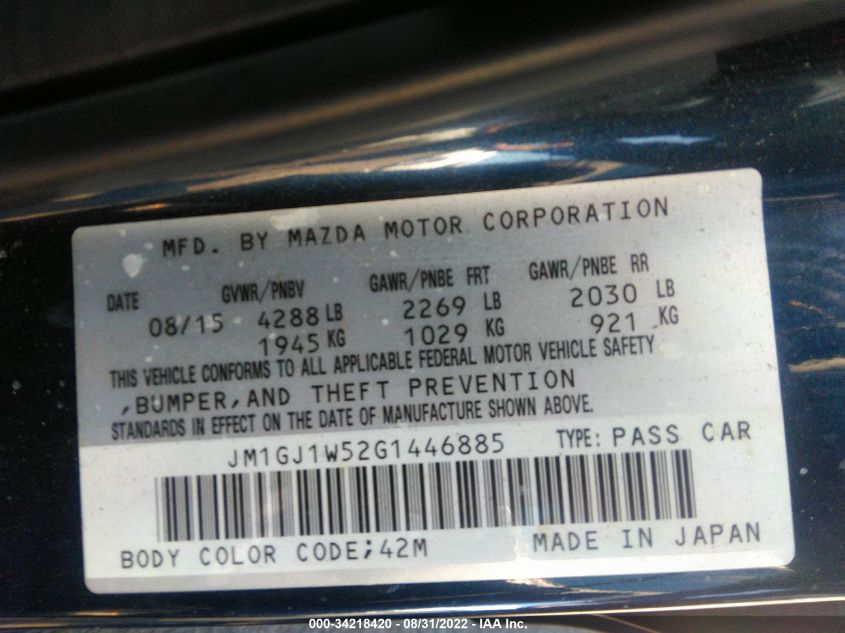 MFD. BY MAZDA MOTOR CORPORATION
DATE GVWR/PNBV GAWR/PNBE FRT GAWR/PNBE RR
08/15 4288 LB 2269 LB 2030 LB
1945 KG 1029 KG 921 KG
THIS VEHICLE CONFORMS TO ALL APPLICABLE FEDERAL MOTOR VEHICLE SAFETY
,BUMPER,AND THEFT PREVENTION
STANDARDS IN EFFECT ON THE DATE OF MANUFACTURE SHOWN ABOVE.
JM1GJ1W52G1446885 TYPE: PASS CAR
BODY COLOR CODE;42M MADE IN JAPAN
000-34218420 - 08/31/2022 - IAA Inc.